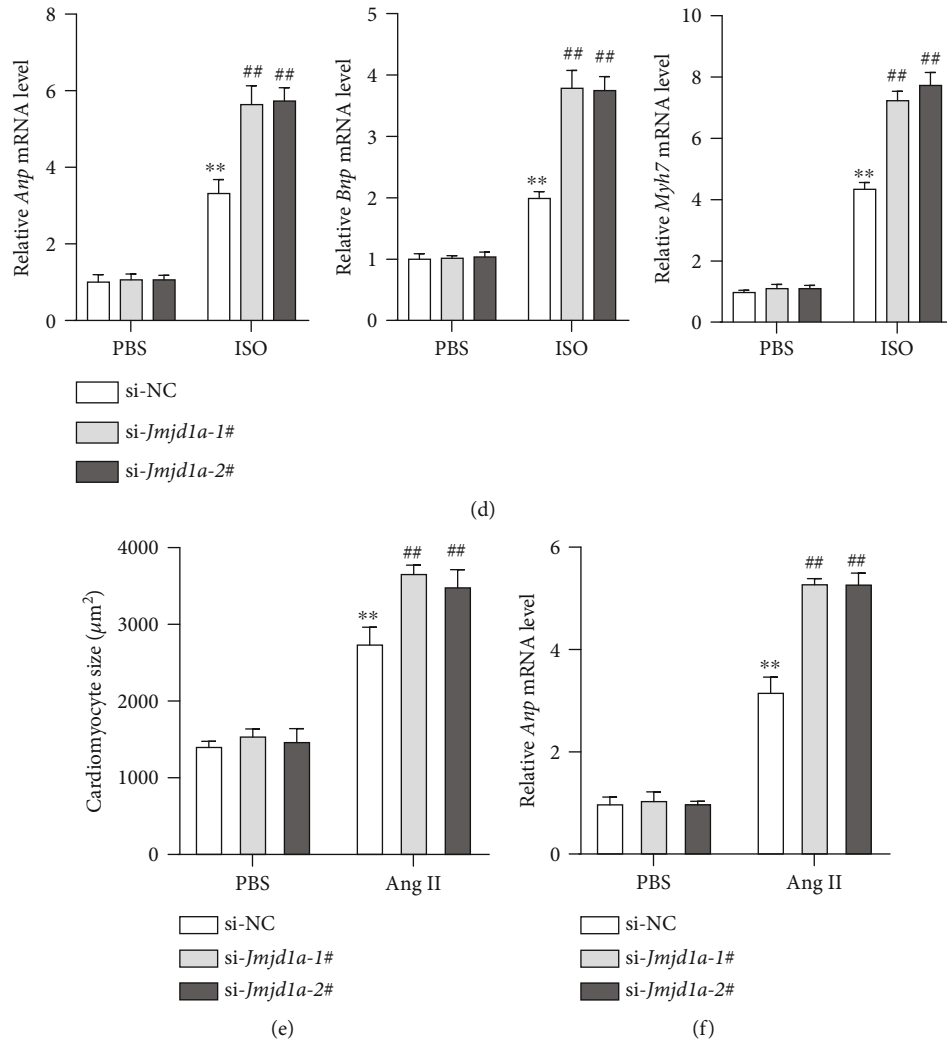 Relative Anp mRNA level
8
6
4
2
0
**
##
##
PBS
ISO
Relative Bnp mRNA level
5
4
3
2
1
0
**
##
##
PBS
ISO
Relative Myh7 mRNA level
10
8
6
4
2
0
**
##
##
PBS
ISO
si-NC
si-Jmjd1a-1#
si-Jmjd1a-2#
(d)
Cardiomyocyte size (μm²)
4000
3000
2000
1000
0
**
##
##
PBS
Ang II
si-NC
si-Jmjd1a-1#
si-Jmjd1a-2#
(e)
Relative Anp mRNA level
6
4
2
0
**
##
##
PBS
Ang II
si-NC
si-Jmjd1a-1#
si-Jmjd1a-2#
(f)